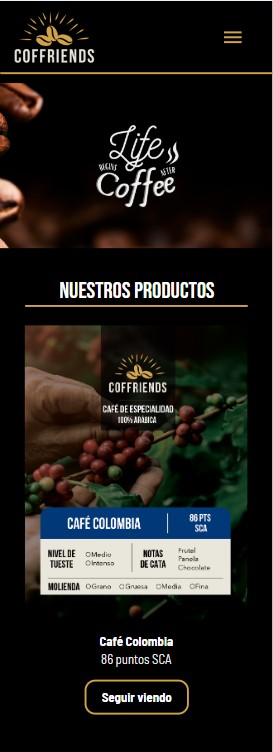 COFFRIENDS
Life
BEGINS AFTER
Coffee
NUESTROS PRODUCTOS
COFFRIENDS
CAFÉ DE ESPECIALIDAD
100% ARÁBICA
CAFÉ COLOMBIA
86 PTS
SCA
NIVEL DE
TUESTE
Medio
Intenso
NOTAS
DE CATA
Frutal
Panela
Chocolate
MOLIENDA Grano Gruesa Media Fina
Café Colombia
86 puntos SCA
Seguir viendo